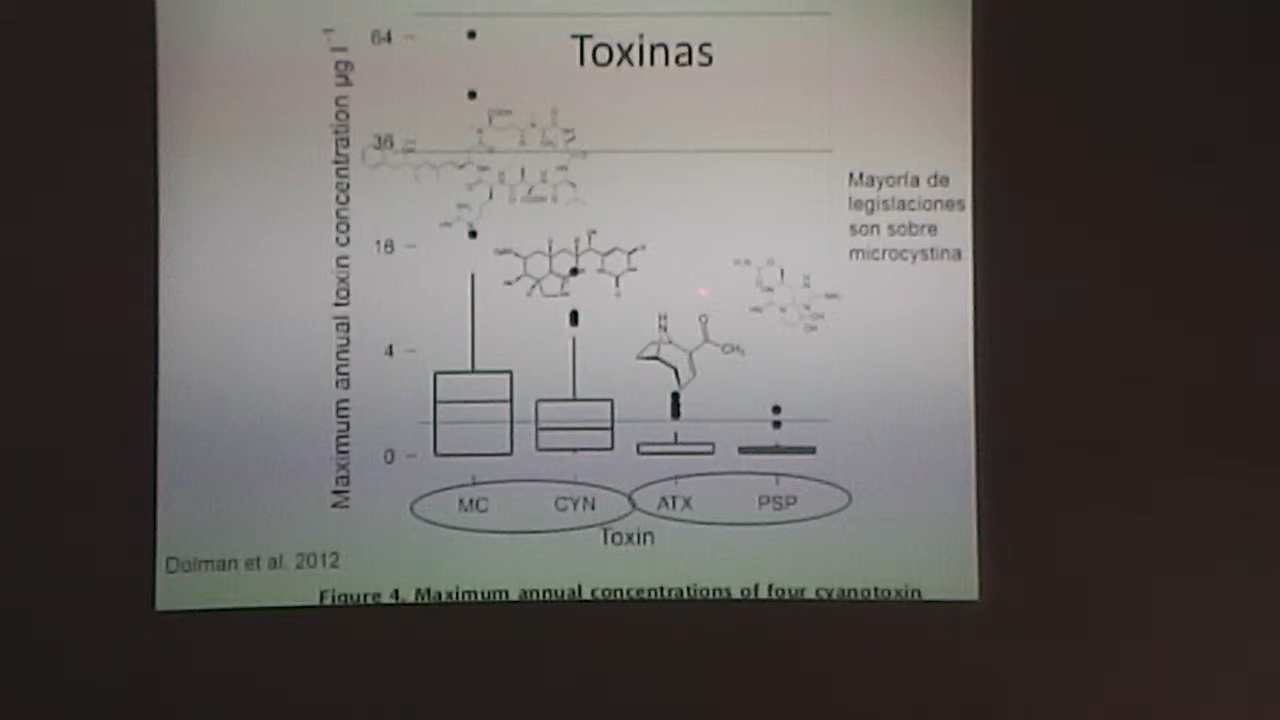 Toxinas
Maximum annual toxin concentration µg l⁻¹
64
36
16
4
0
Mayoría de
legislaciones
son sobre
microcystina
H
N
O
CH₃
MC CYN ATX PSP
Toxin
Dolman et al. 2012
Figure 4. Maximum annual concentrations of four cyanotoxin